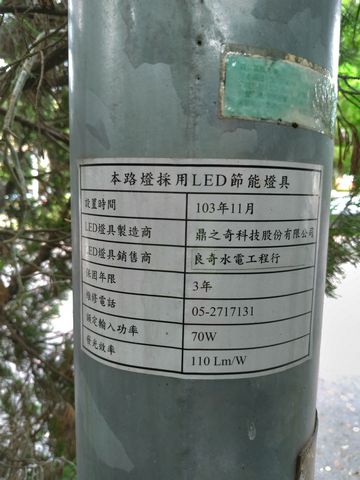 本路燈採用LED節能燈具
設置時間 103年11月
LED燈具製造商 鼎之奇科技股份有限公司
LED燈具銷售商 良奇水電工程行
保固年限 3年
維修電話 05-2717131
額定輸入功率 70W
發光效率 110 Lm/W